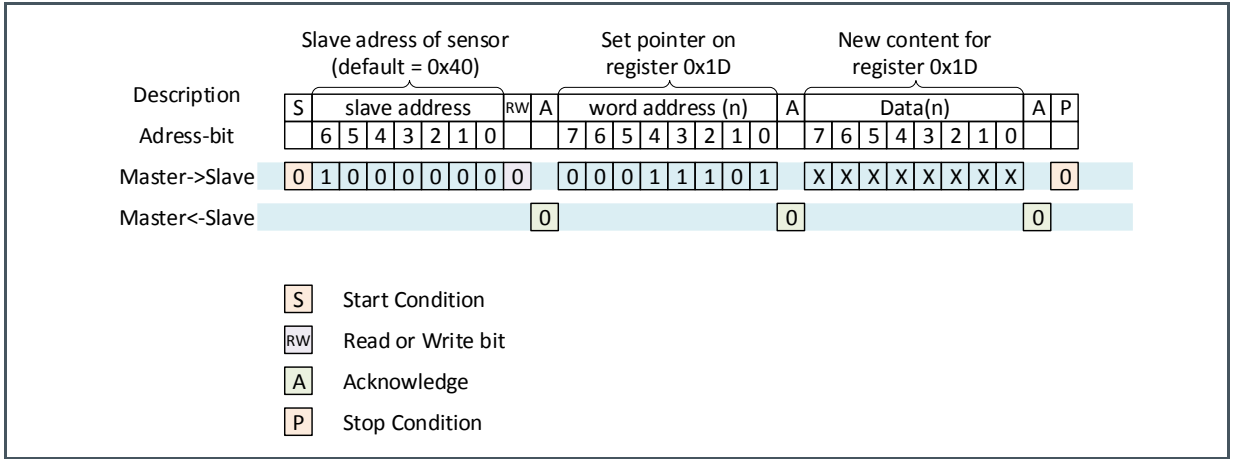 Slave adress of sensor Set pointer on New content for
(default = 0x40) register 0x1D register 0x1D
Description S slave address RW A word address (n) A Data(n) A P
Adress-bit 6 5 4 3 2 1 0 7 6 5 4 3 2 1 0 7 6 5 4 3 2 1 0
Master->Slave 0 1 0 0 0 0 0 0 0 0 0 0 1 1 1 0 1 X X X X X X X X 0
Master<-Slave 0 0 0
S Start Condition
RW Read or Write bit
A Acknowledge
P Stop Condition